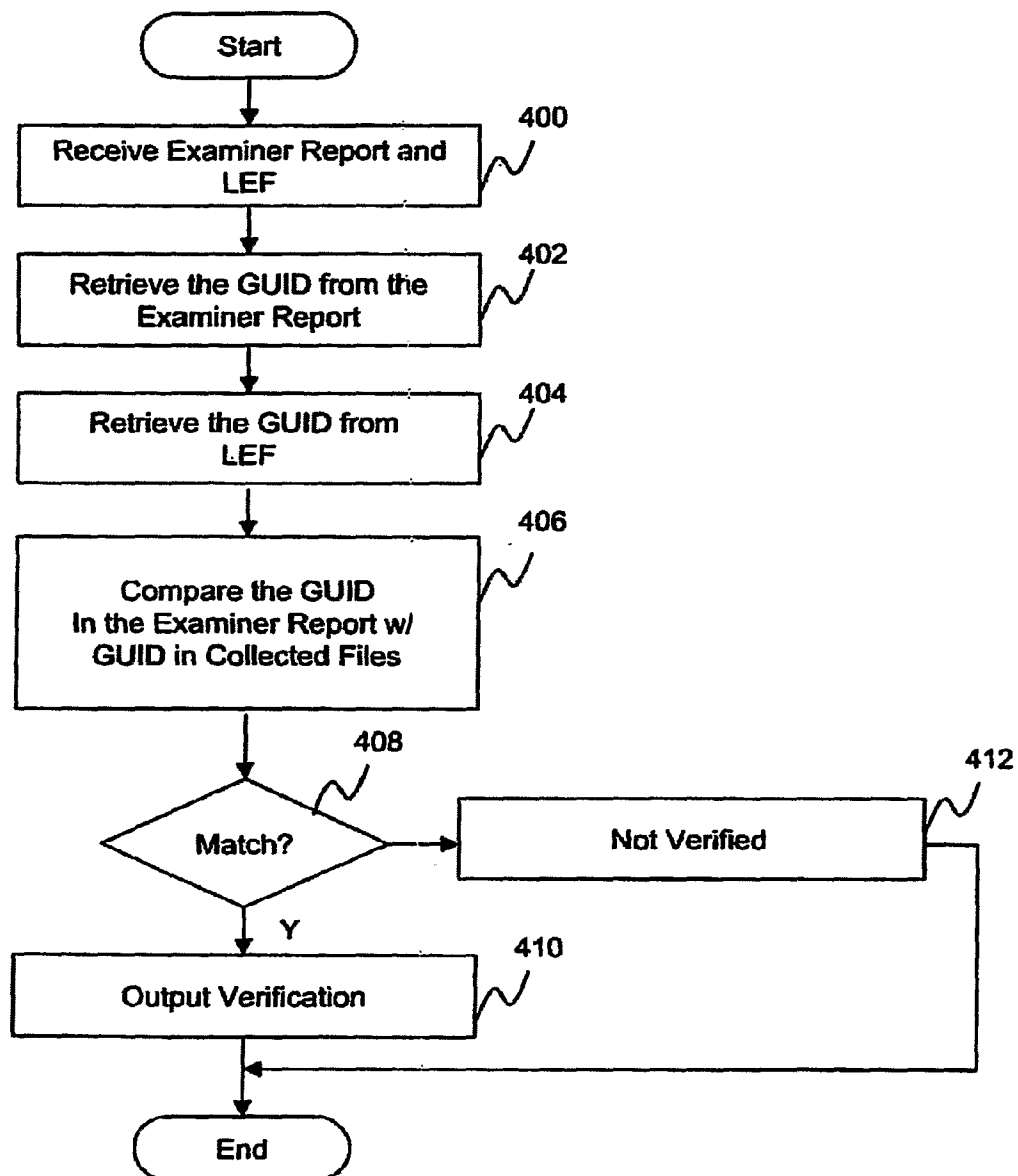 Start
400
Receive Examiner Report and
LEF
402
Retrieve the GUID from the
Examiner Report
404
Retrieve the GUID from
LEF
406
Compare the GUID
In the Examiner Report w/
GUID in Collected Files
408
Match?
412
Not Verified
Y
410
Output Verification
End